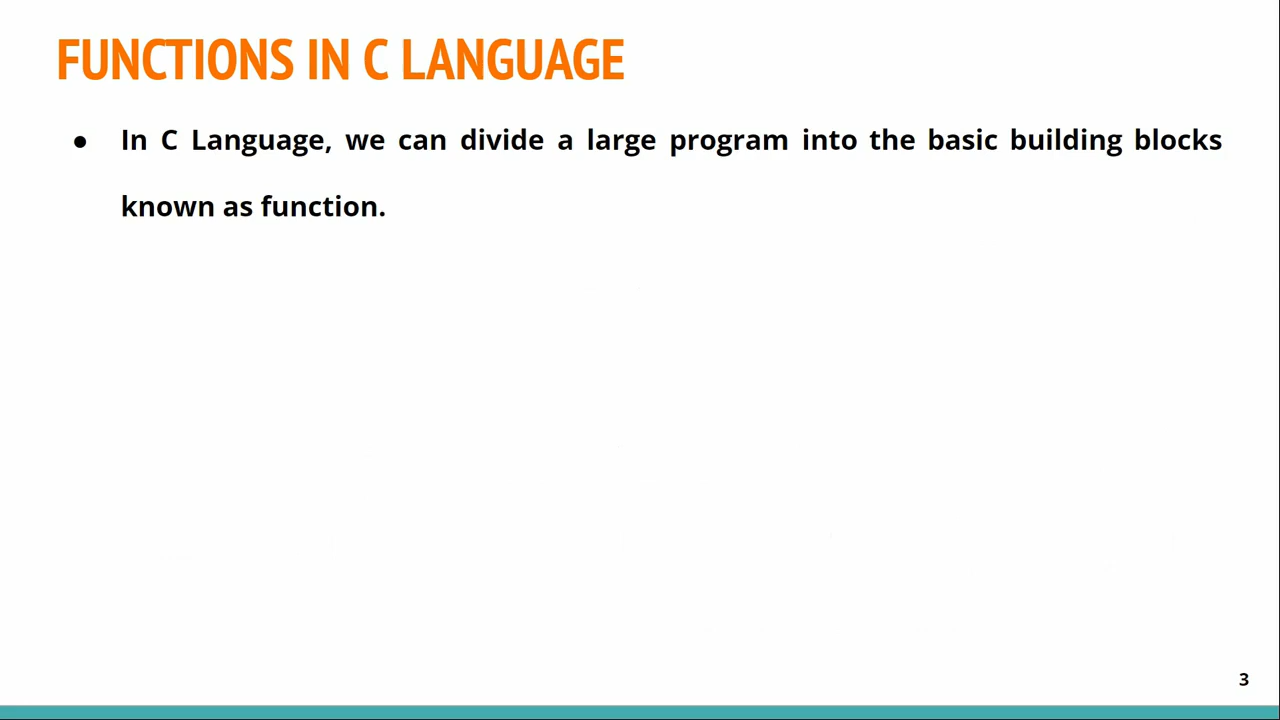 FUNCTIONS IN C LANGUAGE
● In C Language, we can divide a large program into the basic building blocks
known as function.
3